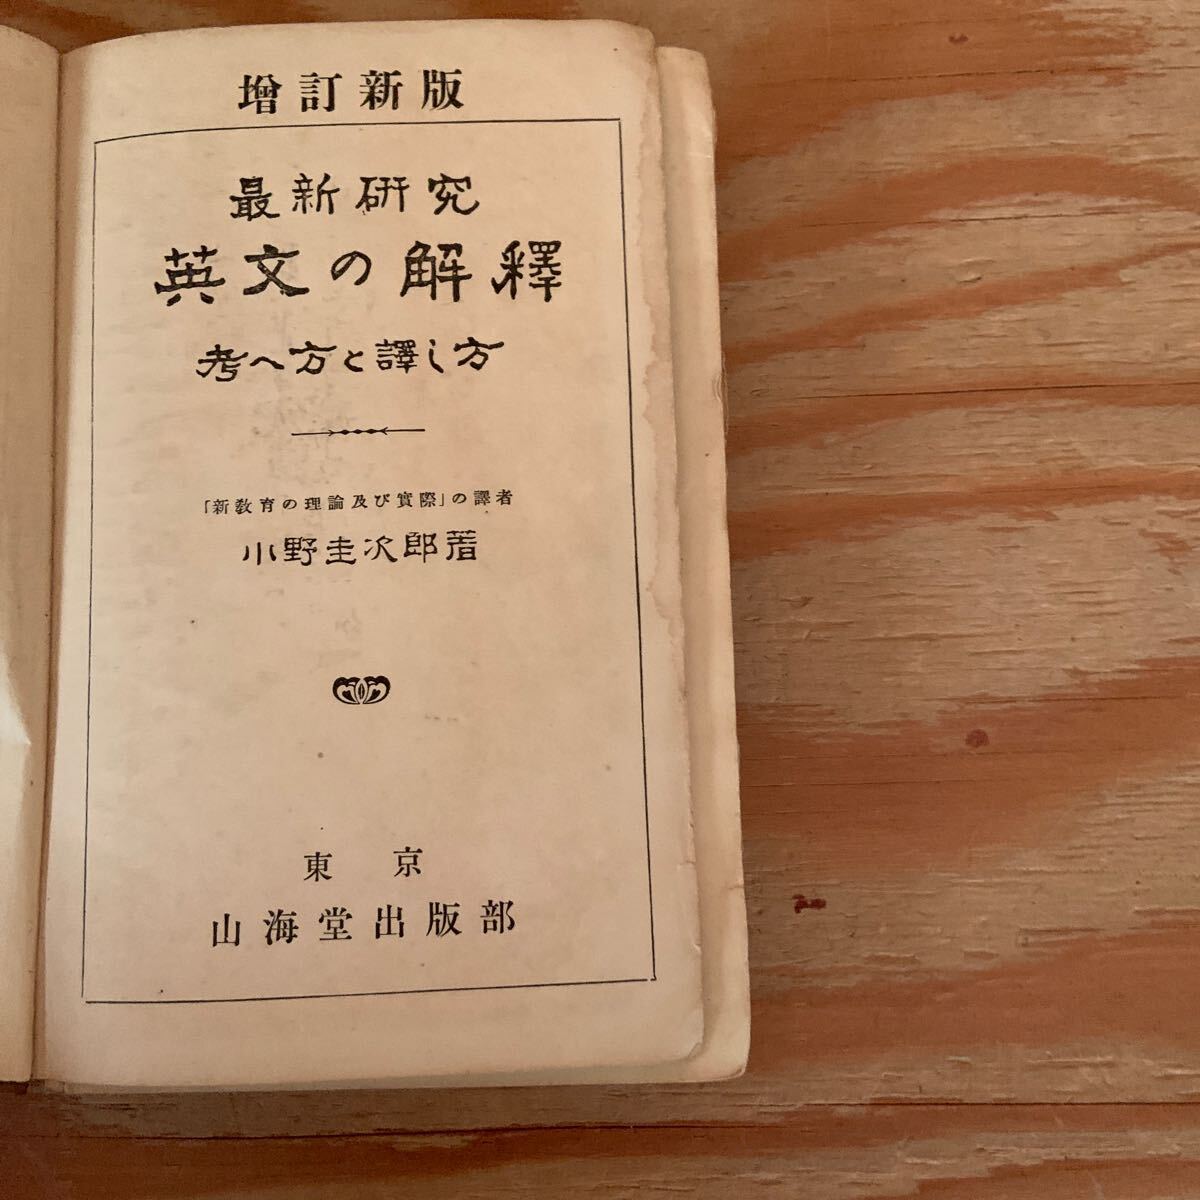 增訂新版
最新研究
英文の解釋
考へ方と譯し方
「新教育の理論及び實際」の譯者
小野圭次郎著
東京
山海堂出版部